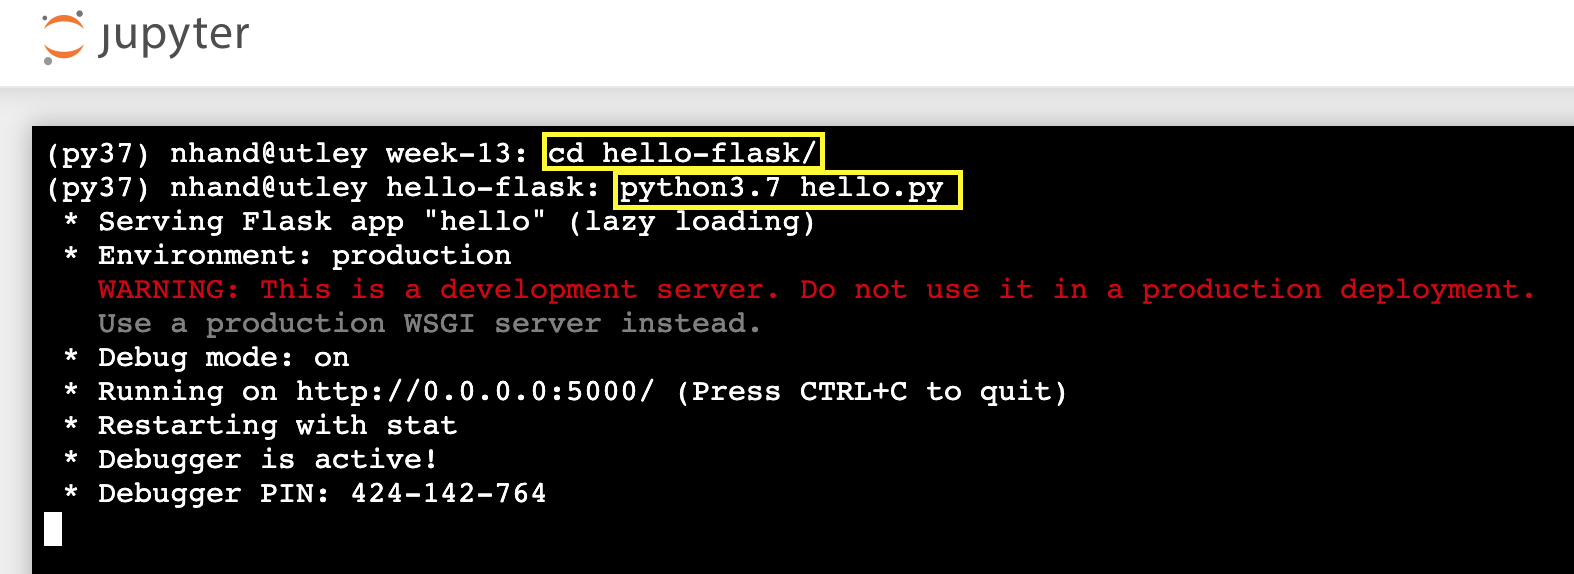 jupyter
(py37) nhand@utley week-13: cd hello-flask/
(py37) nhand@utley hello-flask: python3.7 hello.py
* Serving Flask app "hello" (lazy loading)
* Environment: production
WARNING: This is a development server. Do not use it in a production deployment.
Use a production WSGI server instead.
* Debug mode: on
* Running on http://0.0.0.0:5000/ (Press CTRL+C to quit)
* Restarting with stat
* Debugger is active!
* Debugger PIN: 424-142-764